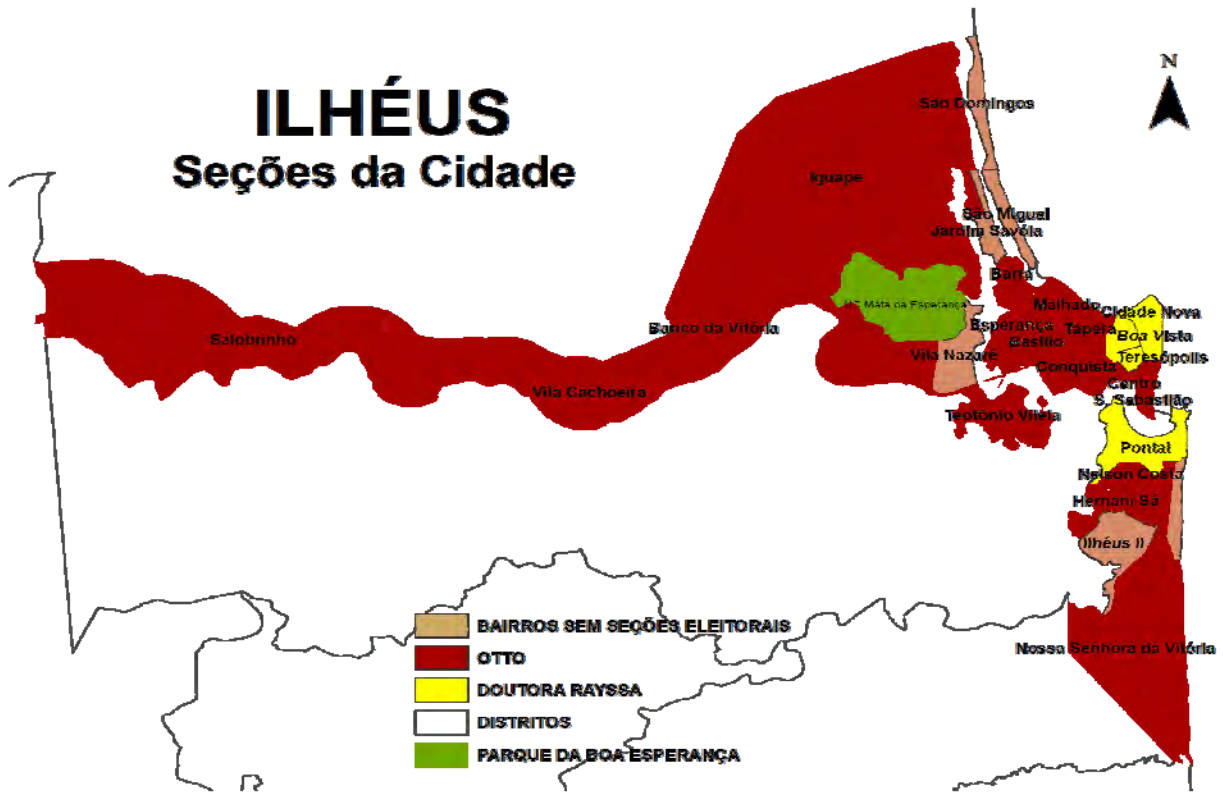 ILHÉUS
Seções da Cidade
N
São Domingos
Iguape
São Miguel
Jardim Savóia
Barra
Mata da Esperança
Malhado
Cidade Nova
Esperança
Tapera
Boa Vista
Banco da Vitória
Basílio
Salobrinho
Vila Nazaré
Teresópolis
Conquista
Vila Cachoeira
Centro
S. Sebastião
Teotônio Vilela
Pontal
Nelson Costa
Hernani Sá
Ilhéus II
Nossa Senhora da Vitória
BAIRROS SEM SEÇÕES ELEITORAIS
OTTO
DOUTORA RAYSSA
DISTRITOS
PARQUE DA BOA ESPERANÇA